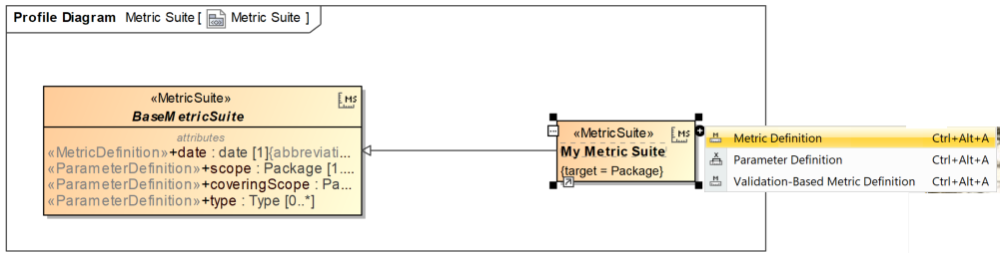 Profile Diagram Metric Suite [ Metric Suite ]
«MetricSuite»
MS
BaseMetricSuite
attributes
«MetricDefinition»+date : date [1]{abbreviati...
«ParameterDefinition»+scope : Package [1....
«ParameterDefinition»+coveringScope : Pa...
«ParameterDefinition»+type : Type [0..*]
«MetricSuite»
MS
My Metric Suite
{target = Package}
M Metric Definition Ctrl+Alt+A
X Parameter Definition Ctrl+Alt+A
M Validation-Based Metric Definition Ctrl+Alt+A